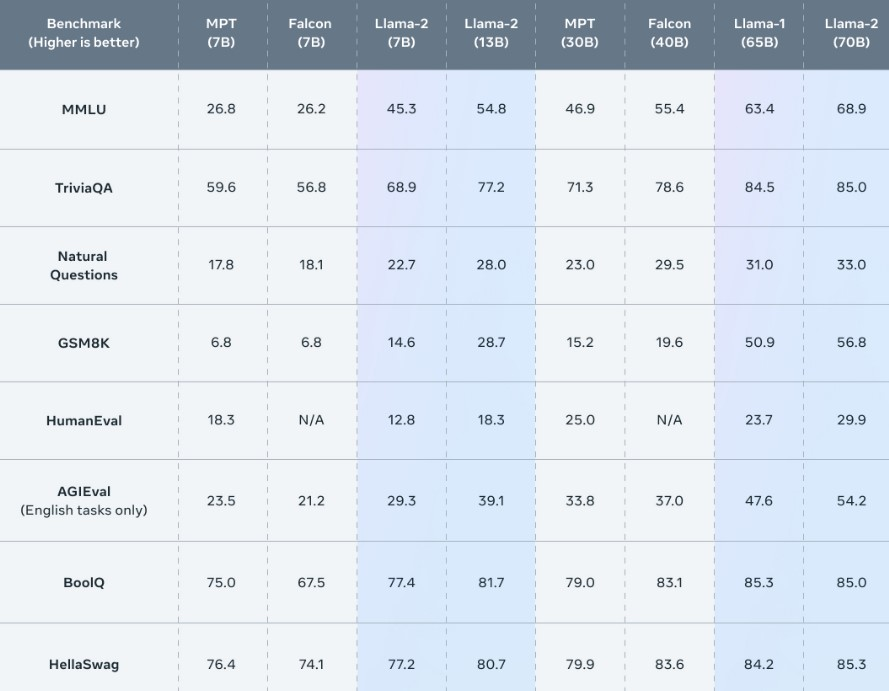 Benchmark MPT Falcon Llama-2 Llama-2 MPT Falcon Llama-1 Llama-2
(Higher is better) (7B) (7B) (7B) (13B) (30B) (40B) (65B) (70B)
MMLU 26.8 26.2 45.3 54.8 46.9 55.4 63.4 68.9
TriviaQA 59.6 56.8 68.9 77.2 71.3 78.6 84.5 85.0
Natural
Questions 17.8 18.1 22.7 28.0 23.0 29.5 31.0 33.0
GSM8K 6.8 6.8 14.6 28.7 15.2 19.6 50.9 56.8
HumanEval 18.3 N/A 12.8 18.3 25.0 N/A 23.7 29.9
AGIEval
(English tasks only) 23.5 21.2 29.3 39.1 33.8 37.0 47.6 54.2
BoolQ 75.0 67.5 77.4 81.7 79.0 83.1 85.3 85.0
HellaSwag 76.4 74.1 77.2 80.7 79.9 83.6 84.2 85.3